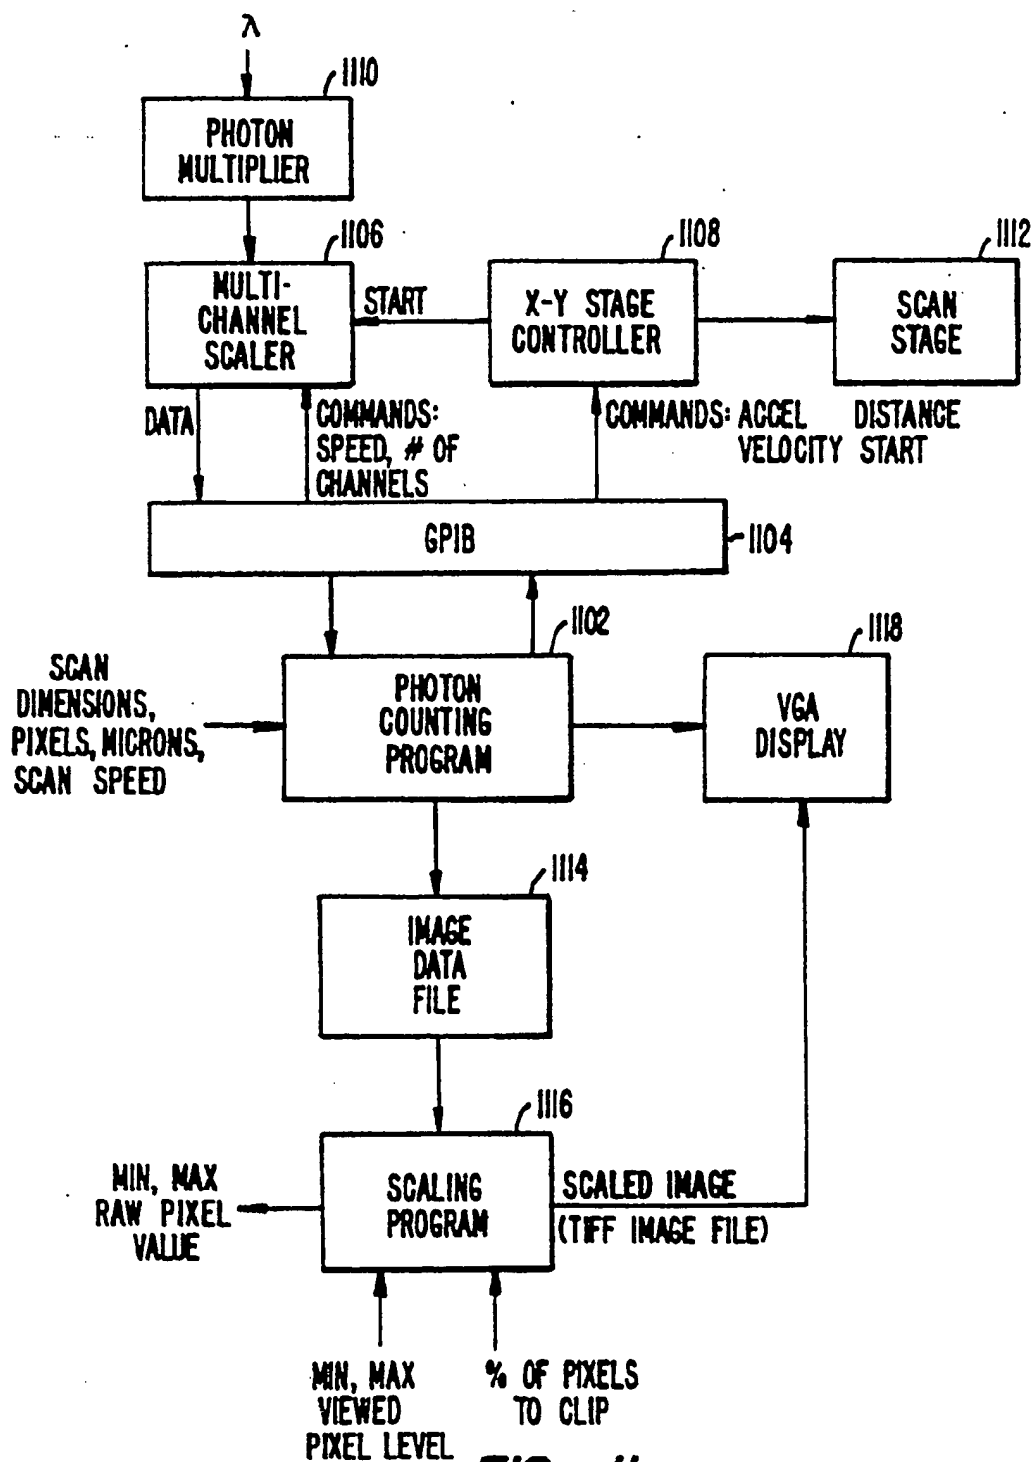 λ
1110
PHOTON
MULTIPLIER
1106
MULTI-
CHANNEL
SCALER
START
1108
X-Y STAGE
CONTROLLER
1112
SCAN
STAGE
DATA
COMMANDS:
SPEED, # OF
CHANNELS
COMMANDS: ACCEL DISTANCE
VELOCITY START
GPIB
1104
1102
SCAN
DIMENSIONS,
PIXELS, MICRONS,
SCAN SPEED
PHOTON
COUNTING
PROGRAM
1118
VGA
DISPLAY
1114
IMAGE
DATA
FILE
1116
MIN, MAX
RAW PIXEL
VALUE
SCALING
PROGRAM
SCALED IMAGE
(TIFF IMAGE FILE)
MIN, MAX
VIEWED
PIXEL LEVEL
% OF PIXELS
TO CLIP